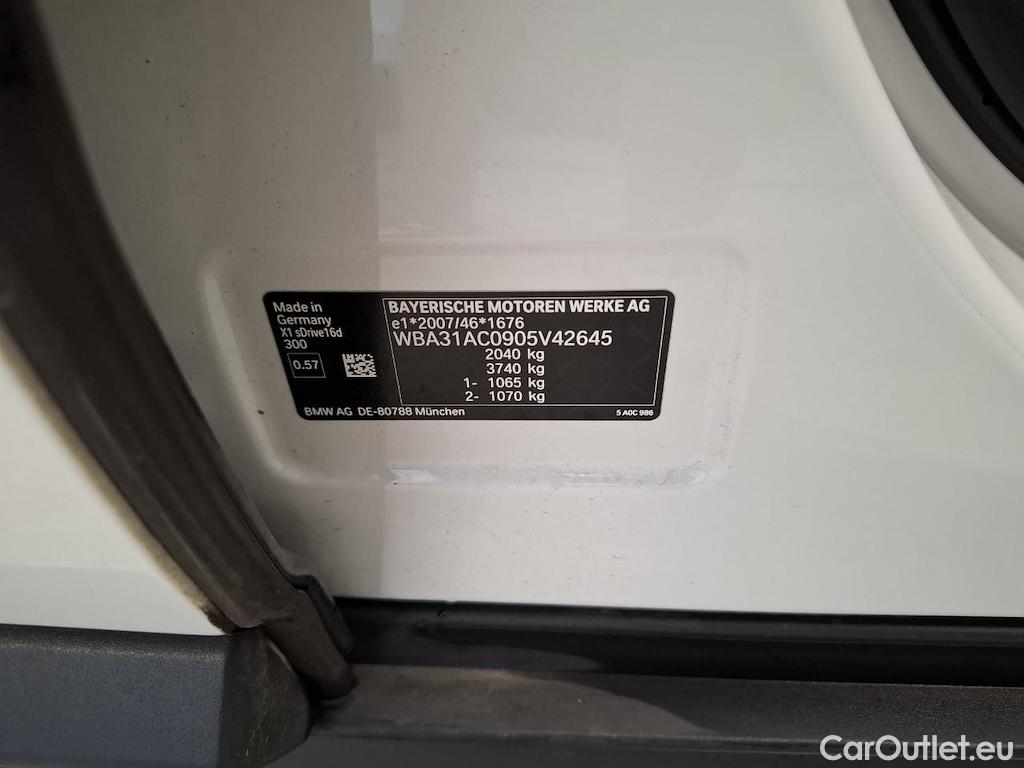 Made in
Germany
X1 sDrive16d
300
0.57
BAYERISCHE MOTOREN WERKE AG
e1*2007/46*1676
WBA31AC0905V42645
2040 kg
3740 kg
1- 1065 kg
2- 1070 kg
BMW AG DE-80788 München
5 A0C 986
CarOutlet.eu